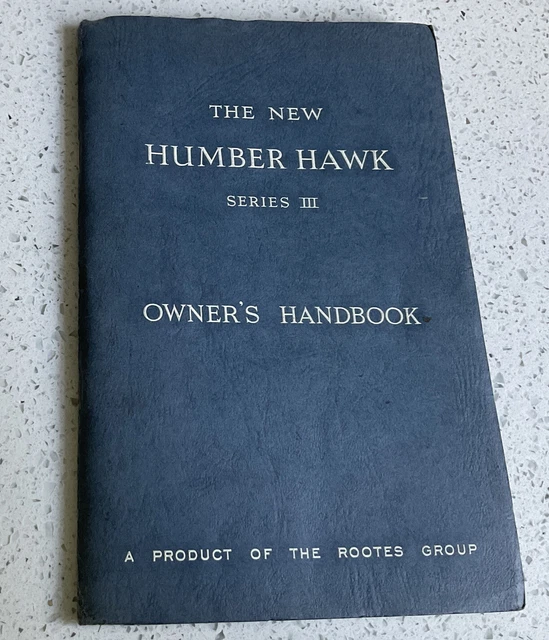 THE NEW
HUMBER HAWK
SERIES III
OWNER'S HANDBOOK
A PRODUCT OF THE ROOTES GROUP